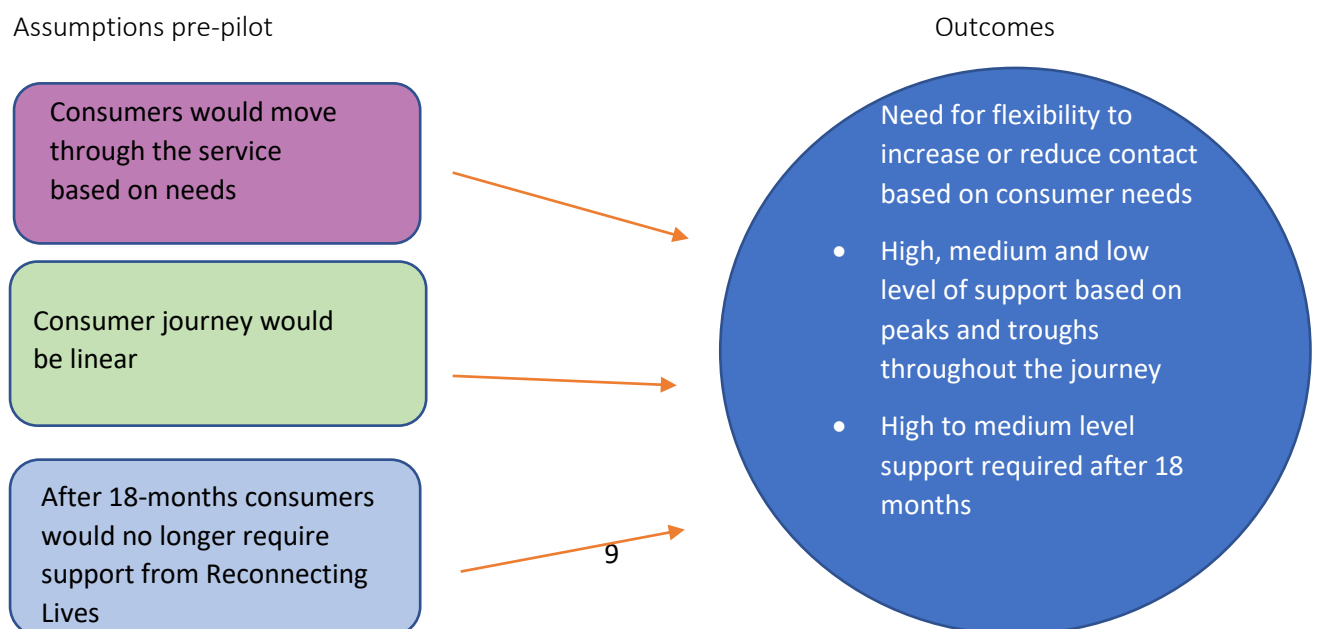 Assumptions pre-pilot
Outcomes
Consumers would move
through the service
based on needs
Consumer journey would
be linear
After 18-months consumers
would no longer require
support from Reconnecting
Lives
Need for flexibility to
increase or reduce contact
based on consumer needs
• High, medium and low
level of support based on
peaks and troughs
throughout the journey
• High to medium level
support required after 18
months
9